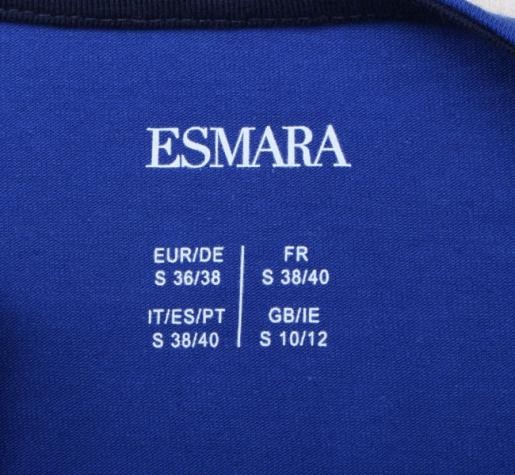 ESMARA
EUR/DE
S 36/38
FR
S 38/40
IT/ES/PT
S 38/40
GB/IE
S 10/12